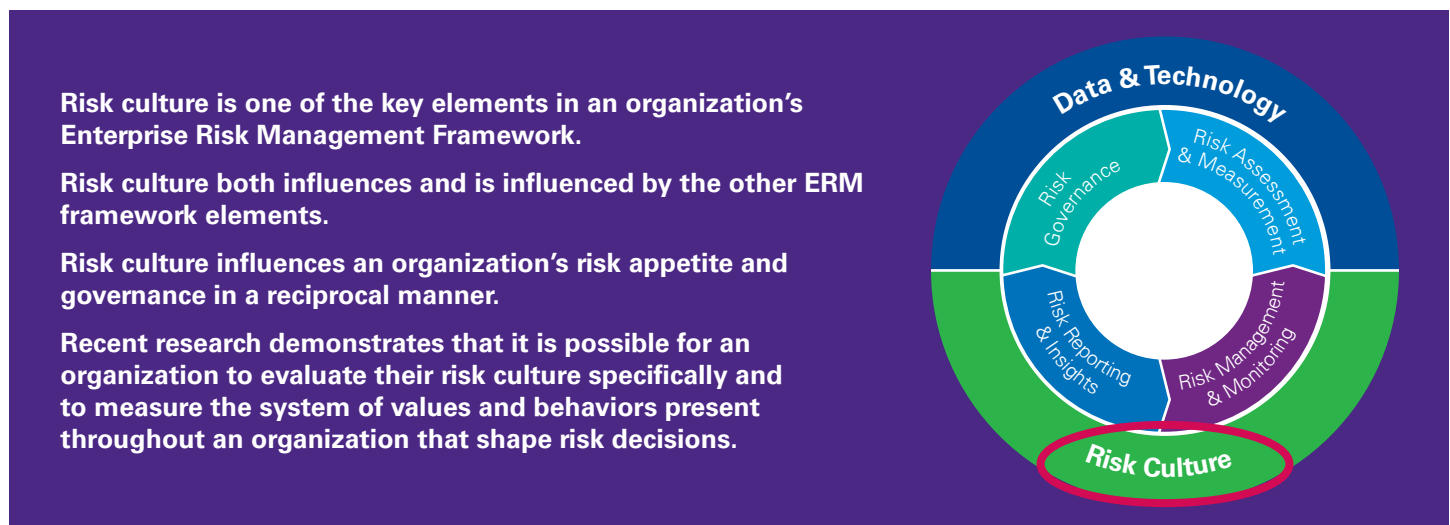 Risk culture is one of the key elements in an organization’s
Enterprise Risk Management Framework.
Risk culture both influences and is influenced by the other ERM
framework elements.
Risk culture influences an organization’s risk appetite and
governance in a reciprocal manner.
Recent research demonstrates that it is possible for an
organization to evaluate their risk culture specifically and
to measure the system of values and behaviors present
throughout an organization that shape risk decisions.
Data & Technology
Risk
Governance
Risk Assessment
& Measurement
Risk Reporting
& Insights
Risk Management
& Monitoring
Risk Culture